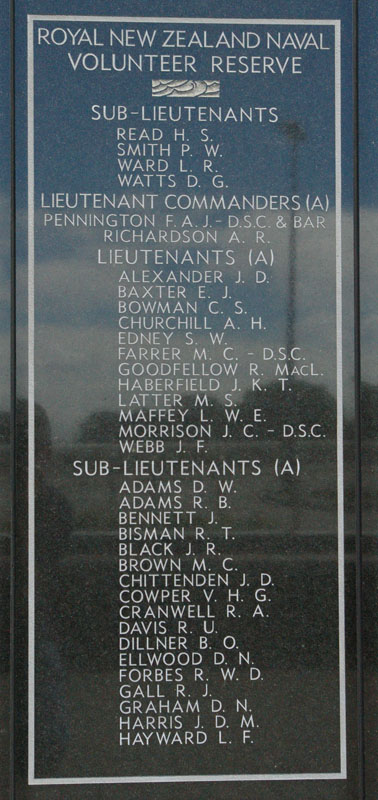 ROYAL NEW ZEALAND NAVAL
VOLUNTEER RESERVE
SUB-LIEUTENANTS
READ H. S.
SMITH P. W.
WARD L. R.
WATTS D. G.
LIEUTENANT COMMANDERS (A)
PENNINGTON F. A. J. - D.S.C. & BAR
RICHARDSON A. R.
LIEUTENANTS (A)
ALEXANDER J. D.
BAXTER E. J.
BOWMAN C. S.
CHURCHILL A. H.
EDNEY S. W.
FARRER M. C. - D.S.C.
GOODFELLOW R. MACL.
HABERFIELD J. K. T.
LATTER M. S.
MAFFEY L. W. E.
MORRISON J. C. - D.S.C.
WEBB J. F.
SUB-LIEUTENANTS (A)
ADAMS D. W.
ADAMS R. B.
BENNETT J.
BISMAN R. T.
BLACK J. R.
BROWN M. C.
CHITTENDEN J. D.
COWPER V. H. G.
CRANWELL R. A.
DAVIS R. U.
DILLNER B. O.
ELLWOOD D. N.
FORBES R. W. D.
GALL R. J.
GRAHAM D. N.
HARRIS J. D. M.
HAYWARD L. F.